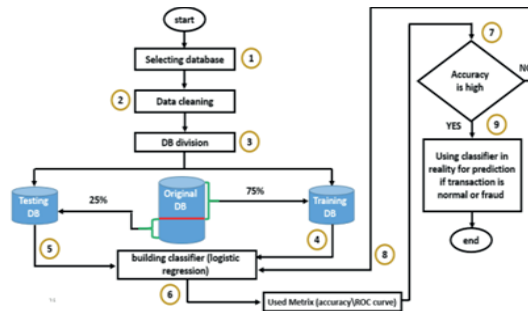 start
Selecting database
1
2
Data cleaning
DB division
3
Testing
DB
25%
Original
DB
75%
Training
DB
5
4
building classifier (logistic
regression)
8
6
Used Metrix (accuracy\ROC curve)
7
Accuracy
is high
NO
YES
9
Using classifier in
reality for prediction
if transaction is
normal or fraud
end